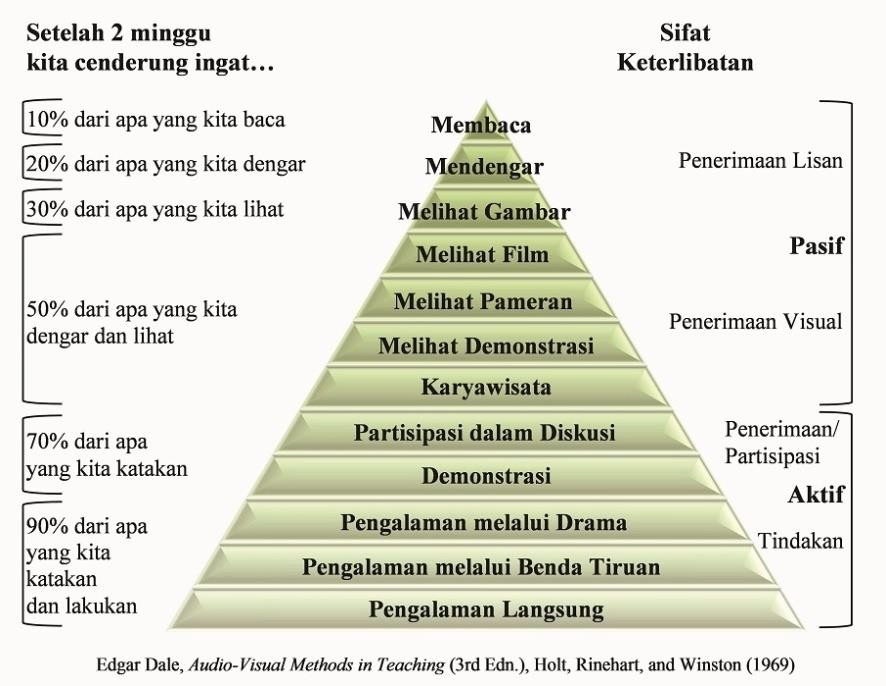 Setelah 2 minggu
kita cenderung ingat…
Sifat
Keterlibatan
10% dari apa yang kita baca
20% dari apa yang kita dengar
30% dari apa yang kita lihat
50% dari apa yang kita
dengar dan lihat
70% dari apa
yang kita katakan
90% dari apa
yang kita
katakan
dan lakukan
Membaca
Mendengar
Melihat Gambar
Melihat Film
Melihat Pameran
Melihat Demonstrasi
Karyawisata
Partisipasi dalam Diskusi
Demonstrasi
Pengalaman melalui Drama
Pengalaman melalui Benda Tiruan
Pengalaman Langsung
Penerimaan Lisan
Pasif
Penerimaan Visual
Penerimaan/
Partisipasi
Aktif
Tindakan
Edgar Dale, Audio-Visual Methods in Teaching (3rd Edn.), Holt, Rinehart, and Winston (1969)